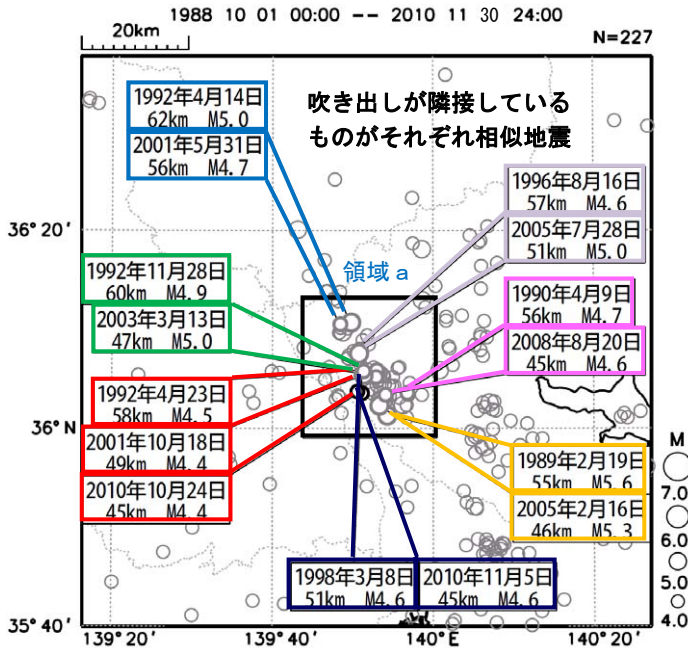 1988 10 01 00:00 -- 2010 11 30 24:00
20km
N=227
吹き出しが隣接している
ものがそれぞれ相似地震
1992年4月14日
62km M5.0
2001年5月31日
56km M4.7
1996年8月16日
57km M4.6
2005年7月28日
51km M5.0
36°20′
領域a
1992年11月28日
60km M4.9
2003年3月13日
47km M5.0
1990年4月9日
56km M4.7
2008年8月20日
45km M4.6
1992年4月23日
58km M4.5
2001年10月18日
49km M4.4
2010年10月24日
45km M4.4
36°N
1989年2月19日
55km M5.6
2005年2月16日
46km M5.3
M
7.0
6.0
5.0
4.0
1998年3月8日
51km M4.6
2010年11月5日
45km M4.6
35°40′
139°20′
139°40′
140°E
140°20′